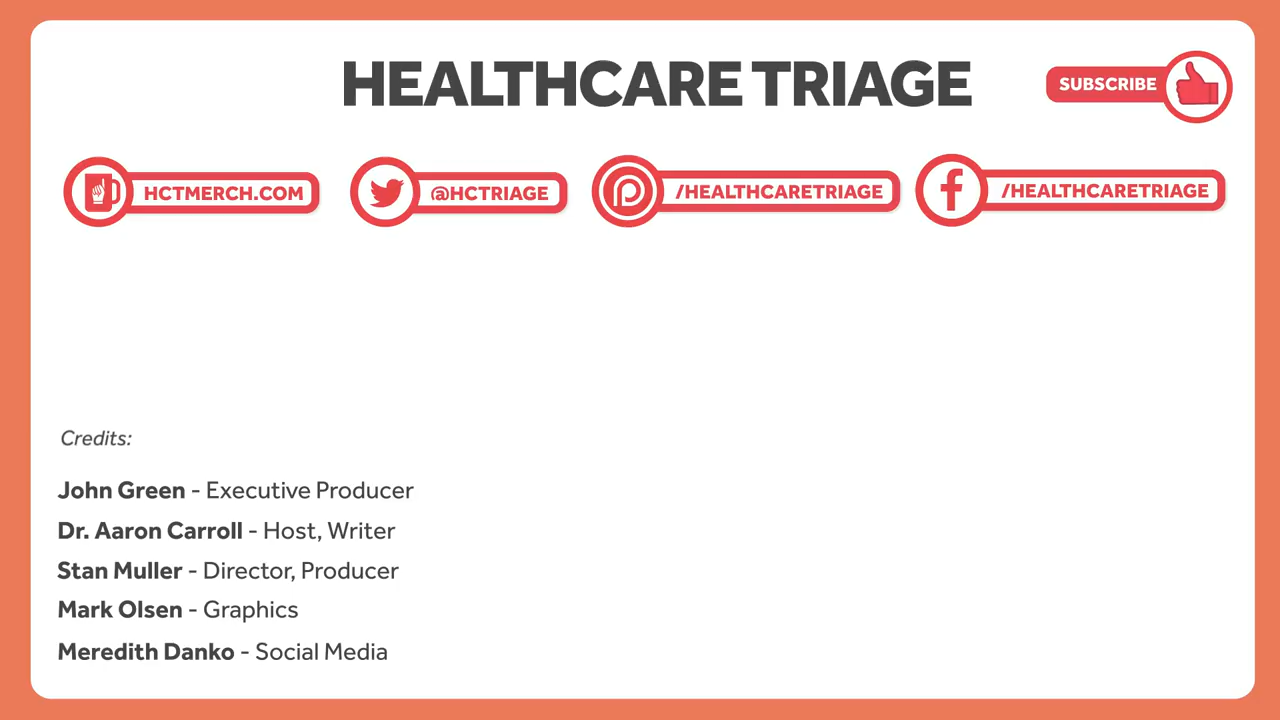 HEALTHCARE TRIAGE
SUBSCRIBE
HCTMERCH.COM
@HCTRIAGE
/HEALTHCARETRIAGE
/HEALTHCARETRIAGE
Credits:
John Green - Executive Producer
Dr. Aaron Carroll - Host, Writer
Stan Muller - Director, Producer
Mark Olsen - Graphics
Meredith Danko - Social Media